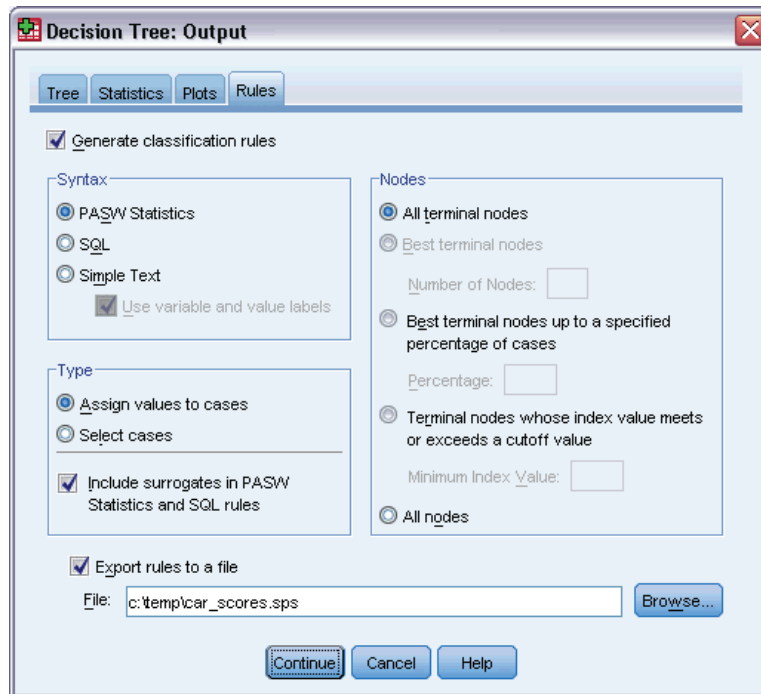 Decision Tree: Output
Tree
Statistics
Plots
Rules
Generate classification rules
Syntax
PASW Statistics
SQL
Simple Text
Use variable and value labels
Type
Assign values to cases
Select cases
Include surrogates in PASW
Statistics and SQL rules
Nodes
All terminal nodes
Best terminal nodes
Number of Nodes:
Best terminal nodes up to a specified
percentage of cases
Percentage:
Terminal nodes whose index value meets
or exceeds a cutoff value
Minimum Index Value:
All nodes
Export rules to a file
File:
c:\temp\car_scores.sps
Browse...
Continue
Cancel
Help